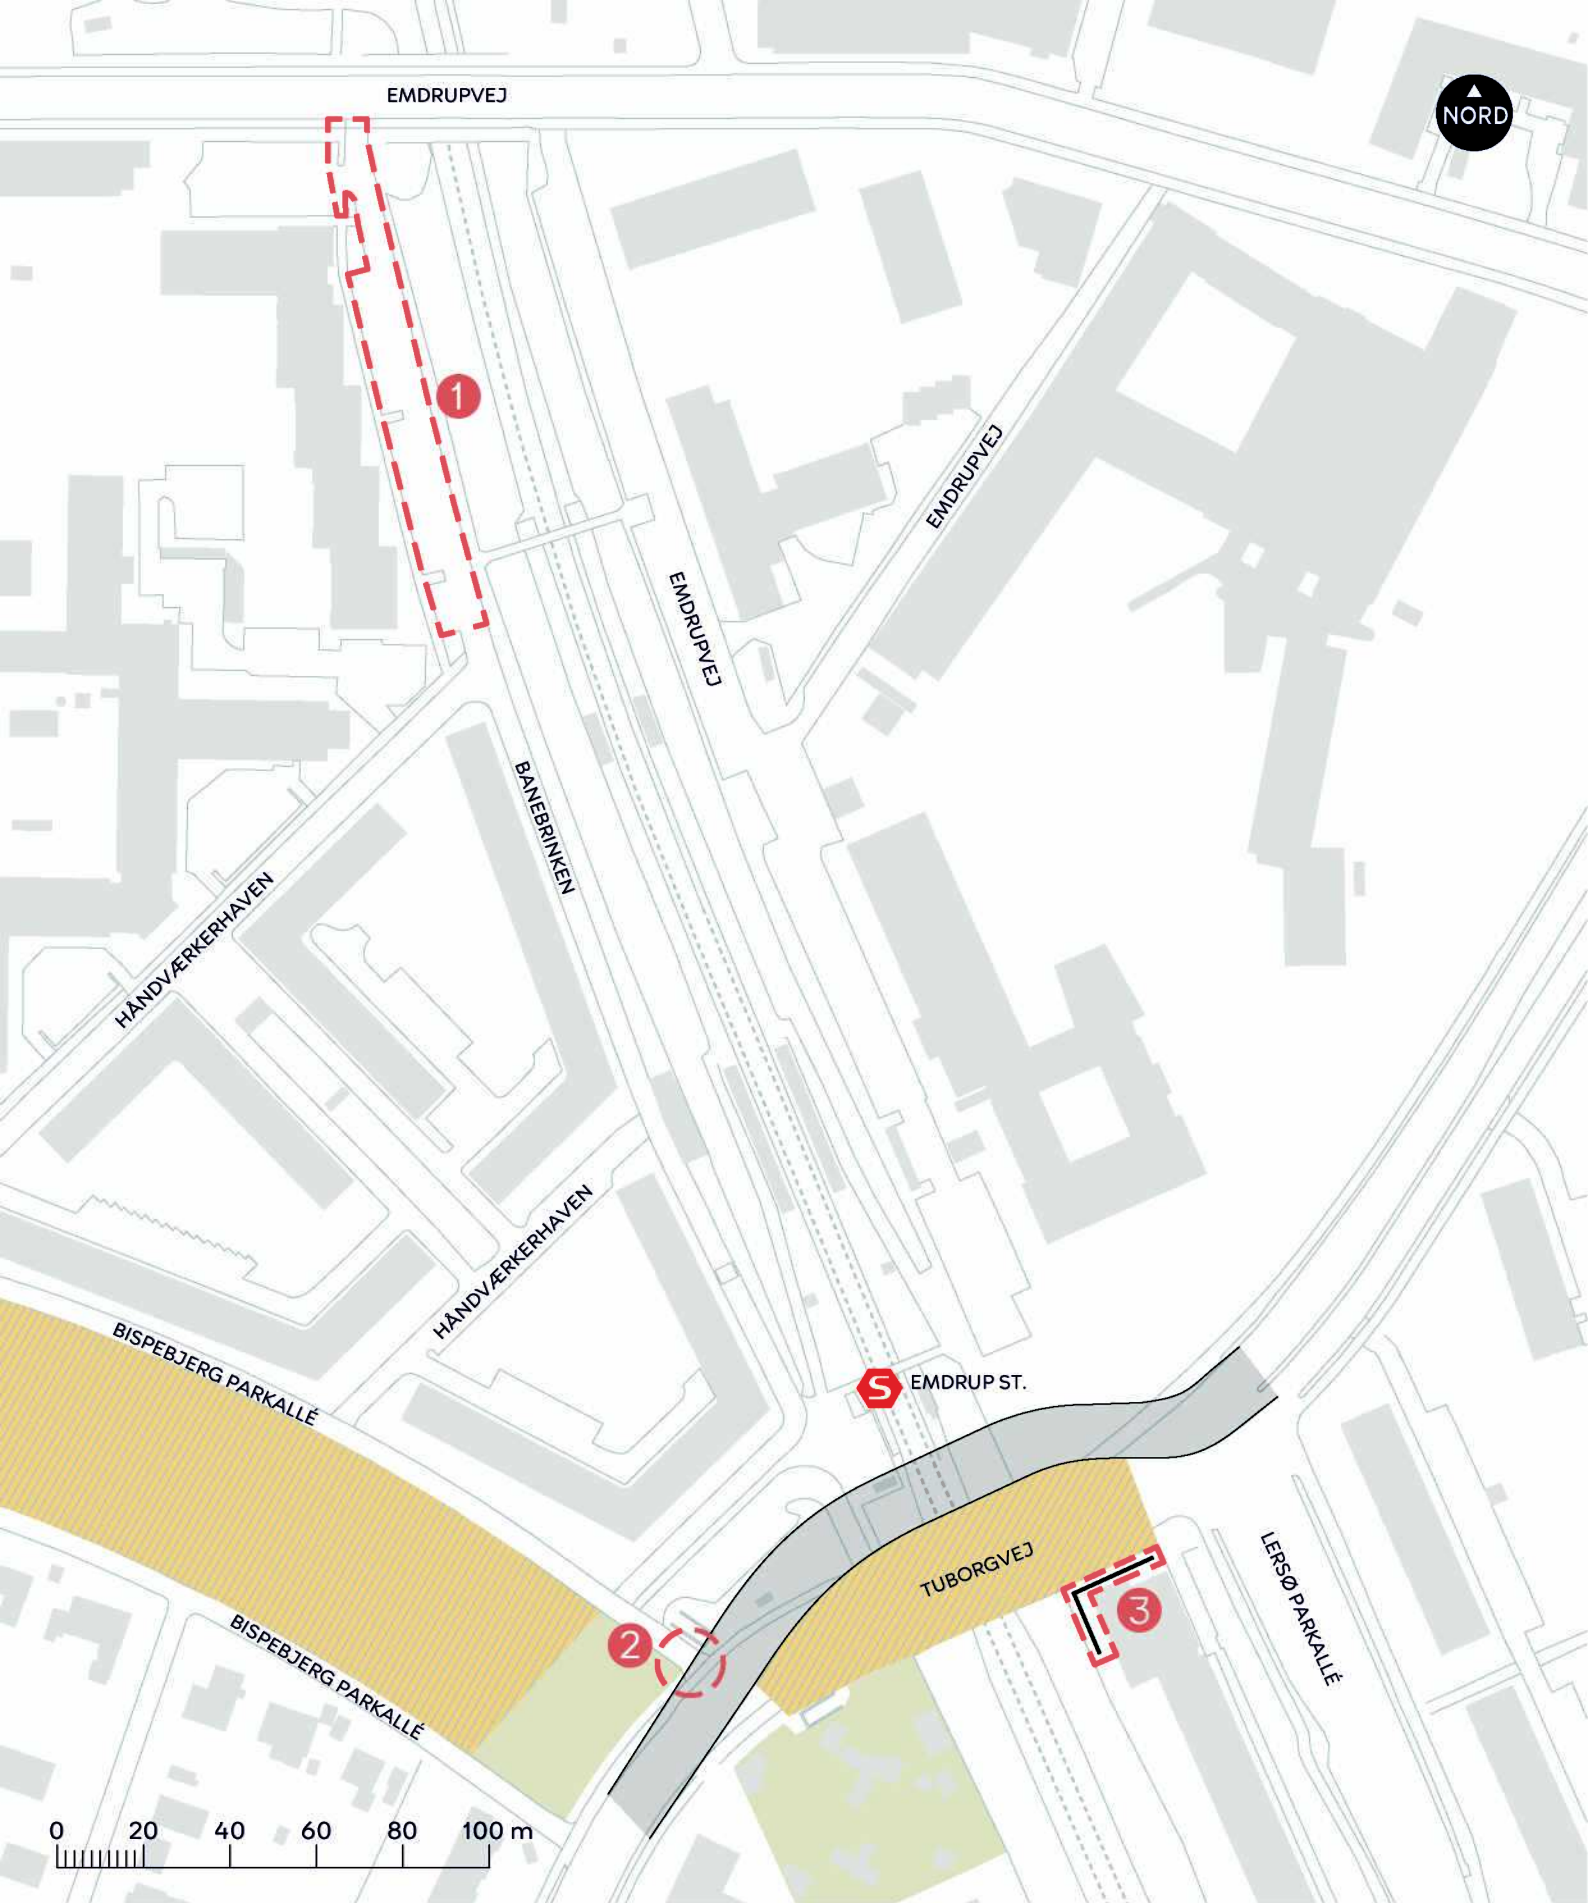 EMDRUPVEJ
NORD
1
EMDRUPVEJ
EMDRUPVEJ
BANEBRINKEN
HÅNDVÆRKERHAVEN
HÅNDVÆRKERHAVEN
BISPEBJERG PARKALLÉ
S EMDRUP ST.
TUBORGVEJ
LERSØ PARKALLÉ
3
2
BISPEBJERG PARKALLÉ
0 20 40 60 80 100 m